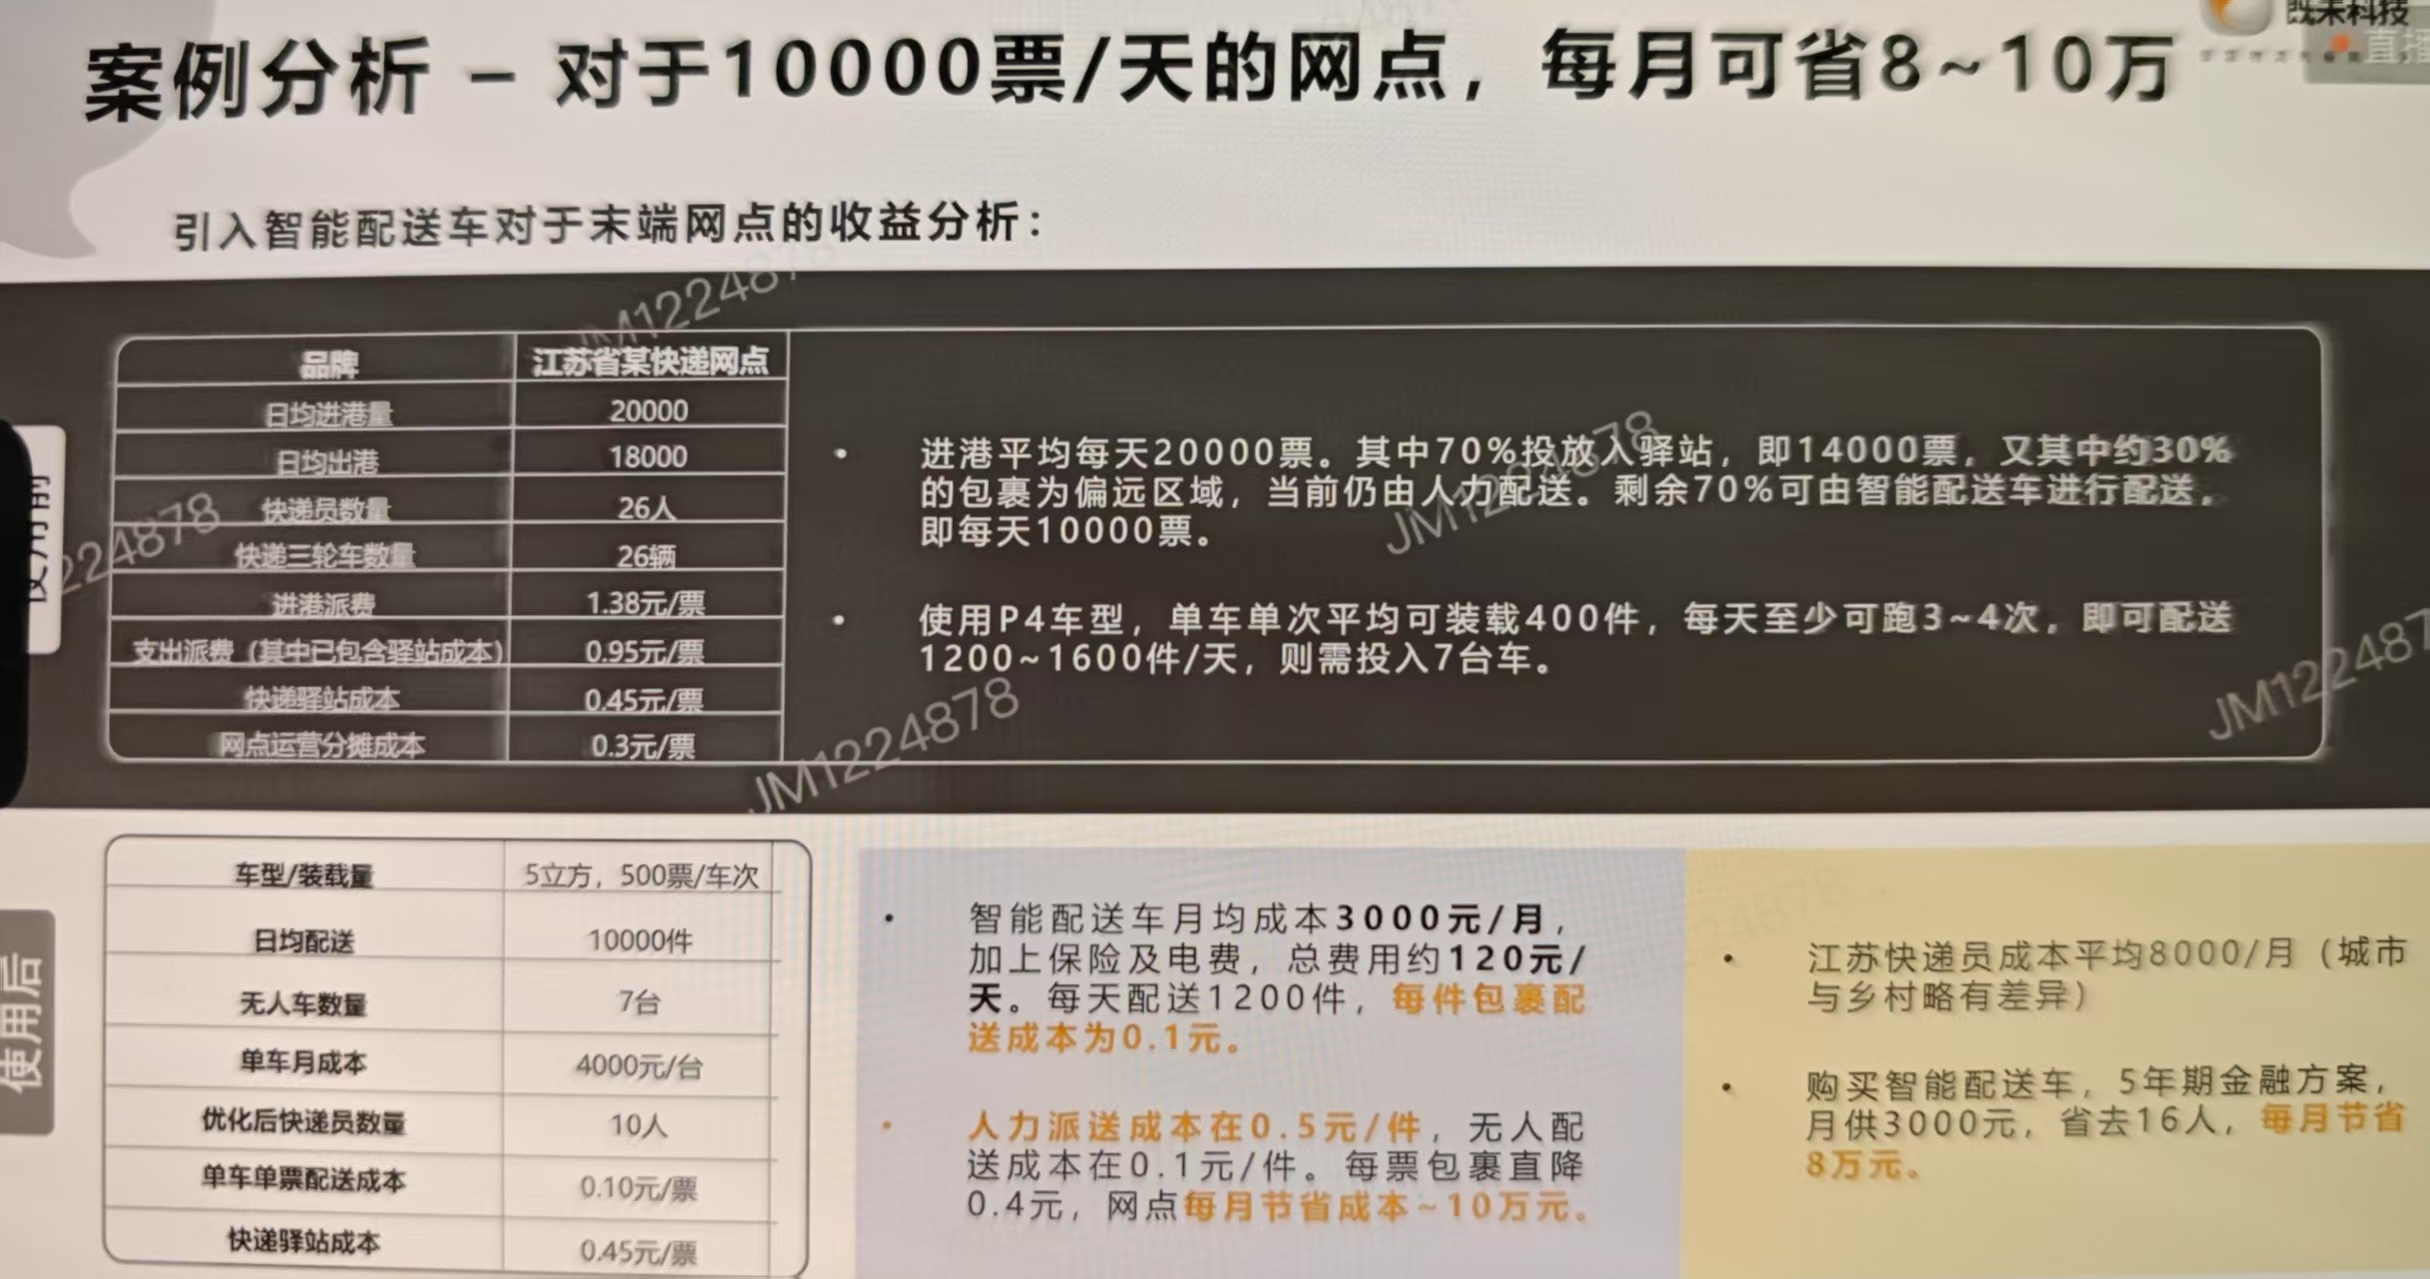 既未科技
直播
案例分析 – 对于10000票/天的网点，每月可省8~10万
引入智能配送车对于末端网点的收益分析：
品牌 江苏省某快递网点
日均进港量 20000
日均出港 18000
快递员数量 26人
快递三轮车数量 26辆
进港派费 1.38元/票
支出派费（其中已包含驿站成本） 0.95元/票
快递驿站成本 0.45元/票
网点运营分摊成本 0.3元/票
• 进港平均每天20000票。其中70%投放入驿站，即14000票，又其中约30%
的包裹为偏远区域，当前仍由人力配送。剩余70%可由智能配送车进行配送，
即每天10000票。
• 使用P4车型，单车单次平均可装载400件，每天至少可跑3~4次，即可配送
1200~1600件/天，则需投入7台车。
使用后
车型/装载量 5立方，500票/车次
日均配送 10000件
无人车数量 7台
单车月成本 4000元/台
优化后快递员数量 10人
单车单票配送成本 0.10元/票
快递驿站成本 0.45元/票
• 智能配送车月均成本3000元/月，
加上保险及电费，总费用约120元/
天。每天配送1200件，每件包裹配
送成本为0.1元。
• 人力派送成本在0.5元/件，无人配
送成本在0.1元/件。每票包裹直降
0.4元，网点每月节省成本~10万元。
• 江苏快递员成本平均8000/月（城市
与乡村略有差异）
• 购买智能配送车，5年期金融方案，
月供3000元，省去16人，每月节省
8万元。
JM1224878
224878
JM1224878
JM1224878
JM122487